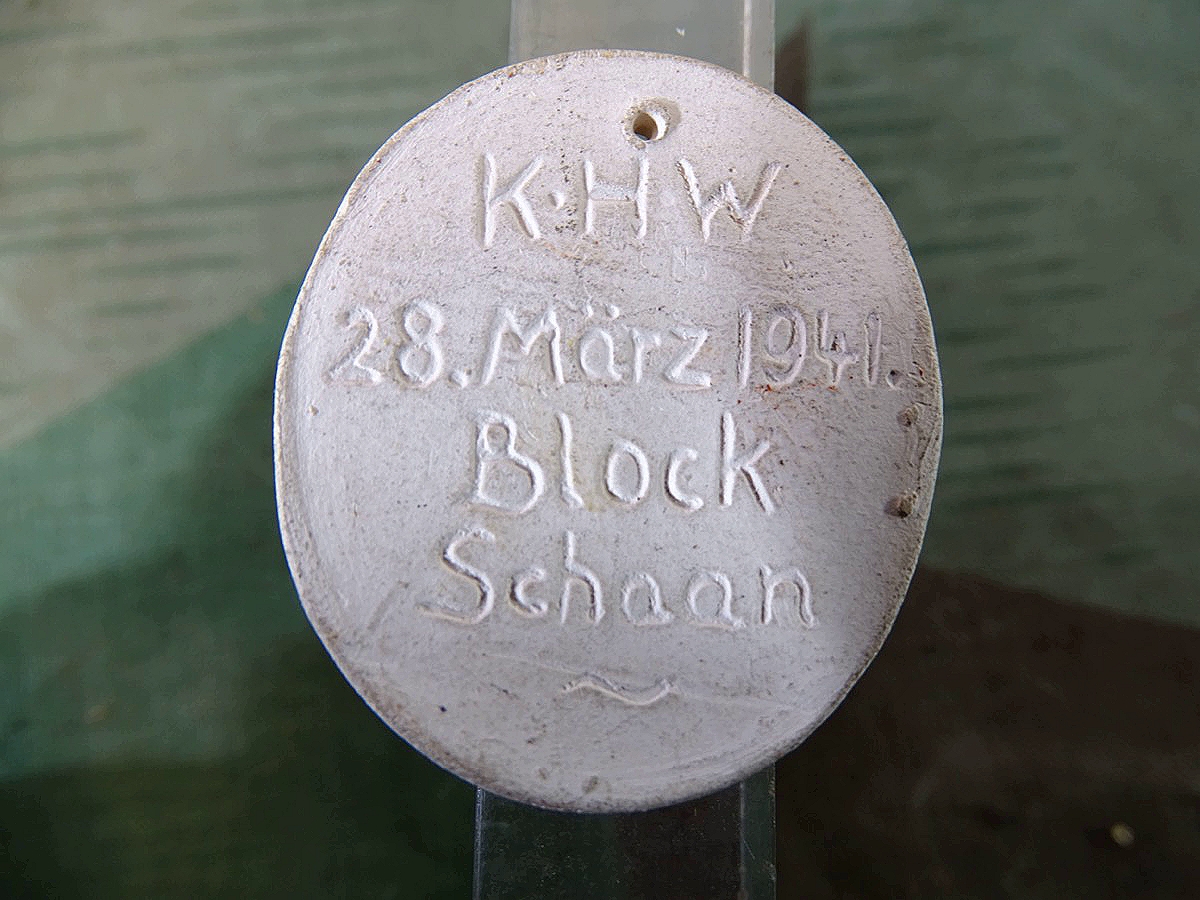 K.H.W
28. März 1941.
Block
Schaan